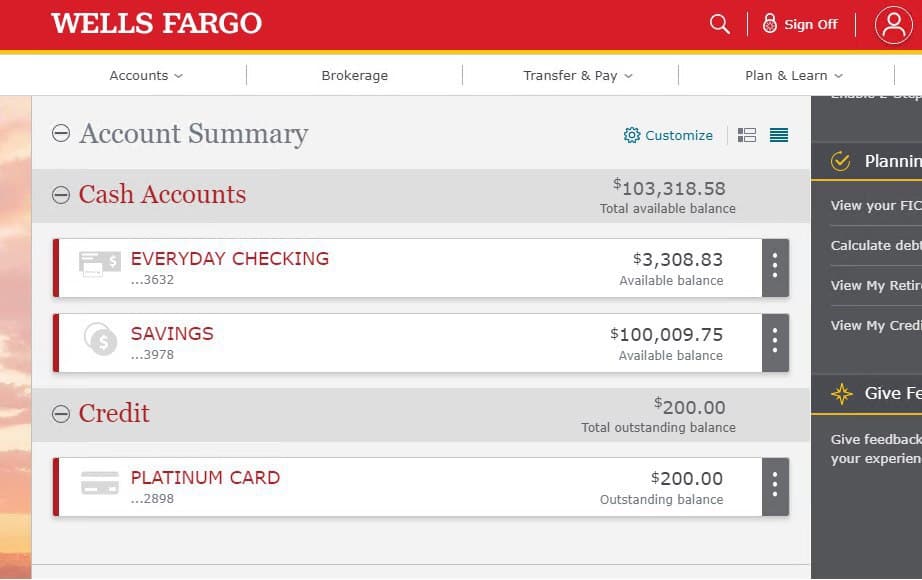 WELLS FARGO
Sign Off
Accounts
Brokerage
Transfer & Pay
Plan & Learn
Account Summary
Customize
Cash Accounts
$103,318.58
Total available balance
EVERYDAY CHECKING
...3632
$3,308.83
Available balance
SAVINGS
...3978
$100,009.75
Available balance
Credit
$200.00
Total outstanding balance
PLATINUM CARD
...2898
$200.00
Outstanding balance
Plannin
View your FIC
Calculate debt
View My Retir
View My Credi
Give Fe
Give feedback
your experien